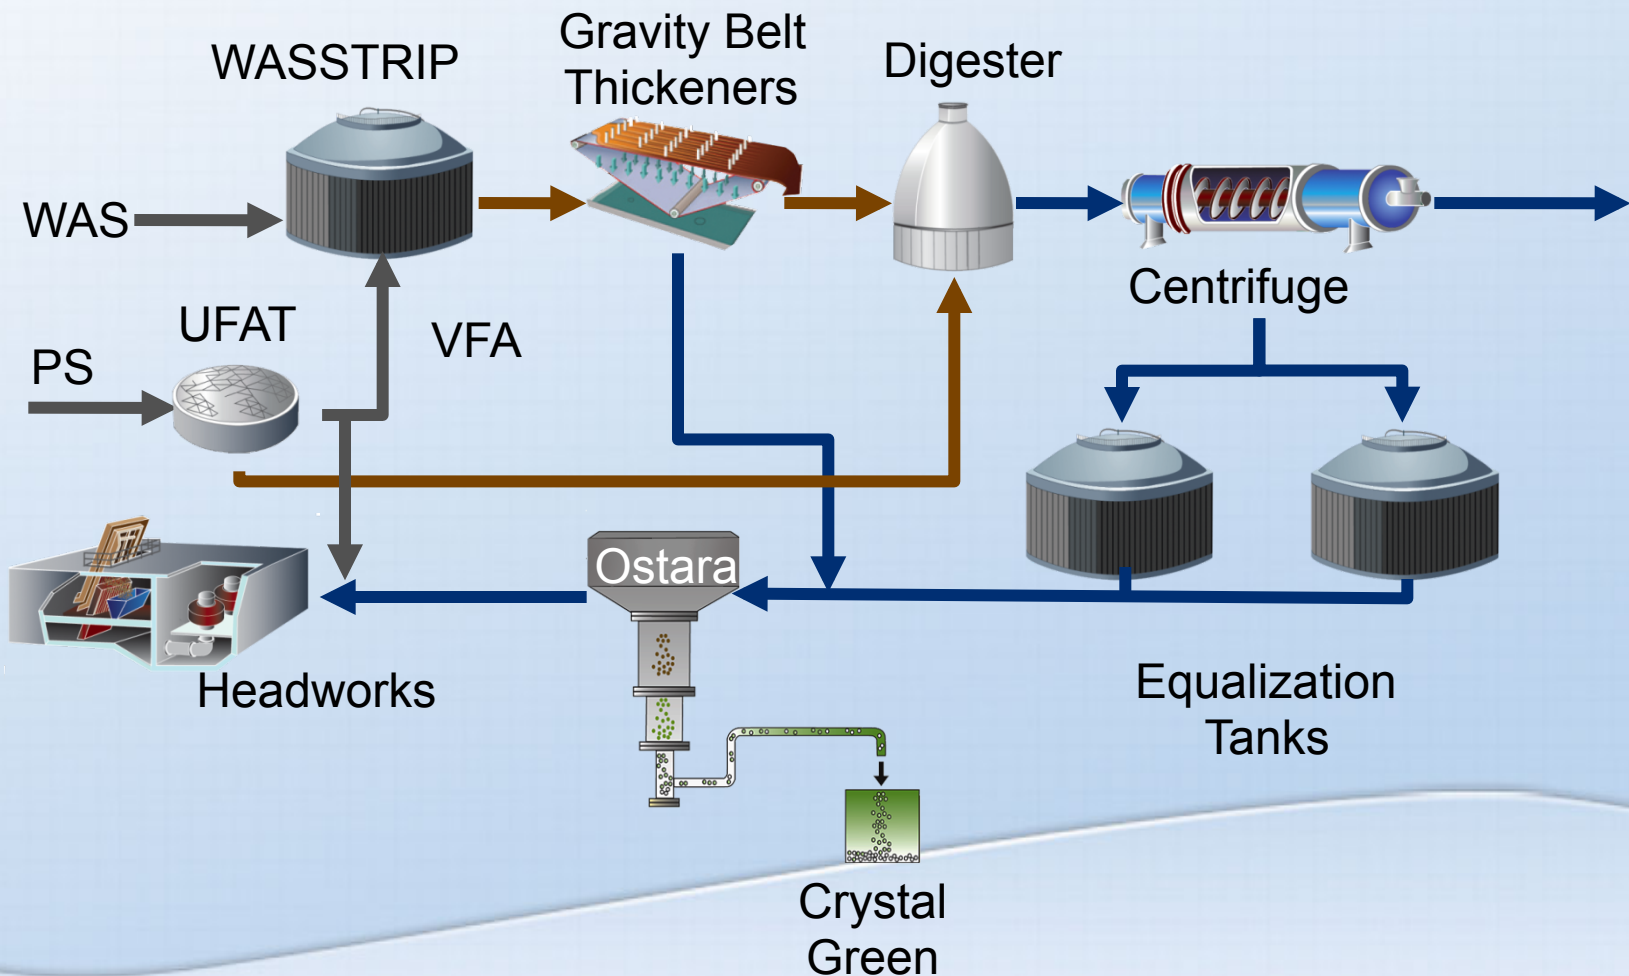 WASSTRIP
Gravity Belt
Thickeners
Digester
WAS
Centrifuge
UFAT
VFA
PS
Ostara
Headworks
Equalization
Tanks
Crystal
Green